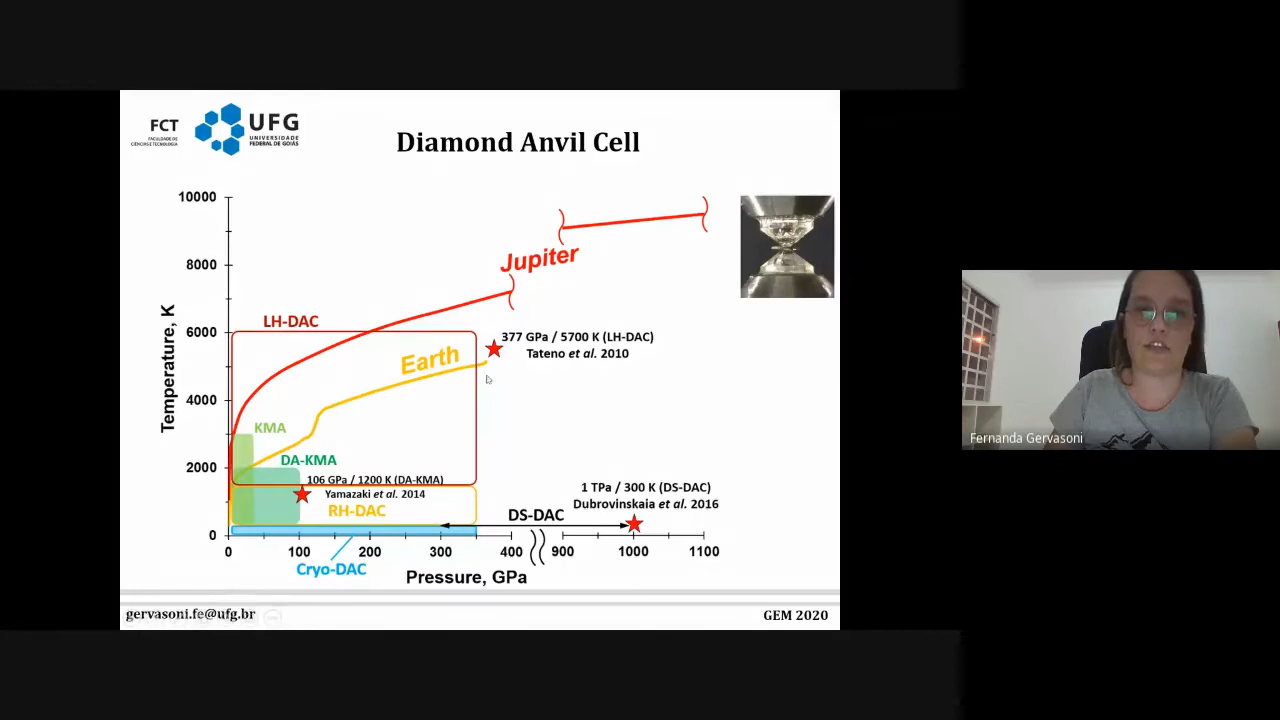 FCT
FACULDADE DE
CIÊNCIAS E TECNOLOGIA
UFG
UNIVERSIDADE
FEDERAL DE GOIÁS
Diamond Anvil Cell
10000
8000
6000
4000
2000
0
Temperature, K
Jupiter
LH-DAC
377 GPa / 5700 K (LH-DAC)
Tateno et al. 2010
Earth
KMA
DA-KMA
106 GPa / 1200 K (DA-KMA)
Yamazaki et al. 2014
RH-DAC
1 TPa / 300 K (DS-DAC)
Dubrovinskaia et al. 2016
DS-DAC
0 100 200 300 400 900 1000 1100
Cryo-DAC
Pressure, GPa
gervasoni.fe@ufg.br
GEM 2020
Fernanda Gervasoni